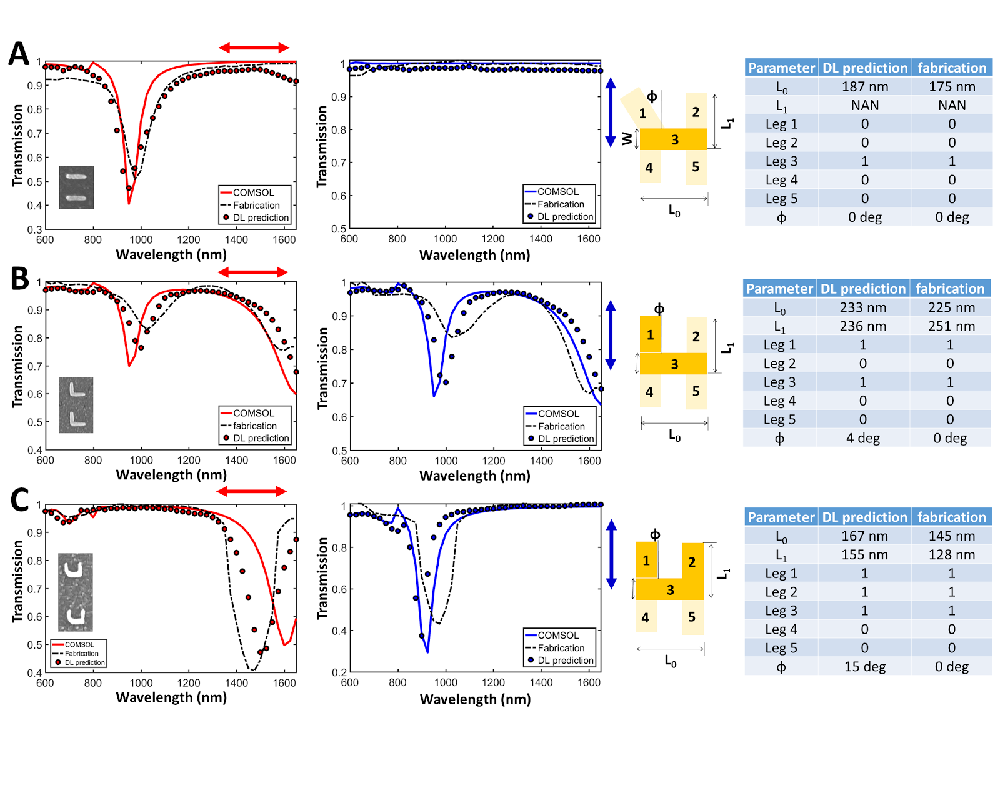 A
1
0.9
0.8
0.7
0.6
0.5
0.4
0.3
Transmission
600 800 1000 1200 1400 1600
Wavelength (nm)
COMSOL
Fabrication
DL prediction
1
0.9
0.8
0.7
0.6
0.5
Transmission
600 800 1000 1200 1400 1600
Wavelength (nm)
COMSOL
Fabrication
DL prediction
ϕ
1 2
W 3 L1
4 5
L0
Parameter DL prediction fabrication
L0 187 nm 175 nm
L1 NAN NAN
Leg 1 0 0
Leg 2 0 0
Leg 3 1 1
Leg 4 0 0
Leg 5 0 0
ϕ 0 deg 0 deg
B
1
0.9
0.8
0.7
0.6
0.5
0.4
Transmission
600 800 1000 1200 1400 1600
Wavelength (nm)
COMSOL
fabrication
DL prediction
1
0.9
0.8
0.7
0.6
0.5
Transmission
600 800 1000 1200 1400 1600
Wavelength (nm)
COMSOL
Fabrication
DL prediction
ϕ
1 2
3 L1
4 5
L0
Parameter DL prediction fabrication
L0 233 nm 225 nm
L1 236 nm 251 nm
Leg 1 1 1
Leg 2 0 0
Leg 3 1 1
Leg 4 0 0
Leg 5 0 0
ϕ 4 deg 0 deg
C
1
0.9
0.8
0.7
0.6
0.5
0.4
Transmission
600 800 1000 1200 1400 1600
Wavelength (nm)
COMSOL
Fabrication
DL prediction
1
0.8
0.6
0.4
0.2
Transmission
600 800 1000 1200 1400 1600
Wavelength (nm)
COMSOL
Fabrication
DL prediction
ϕ
1 2
3 L1
4 5
L0
Parameter DL prediction fabrication
L0 167 nm 145 nm
L1 155 nm 128 nm
Leg 1 1 1
Leg 2 1 1
Leg 3 1 1
Leg 4 0 0
Leg 5 0 0
ϕ 15 deg 0 deg